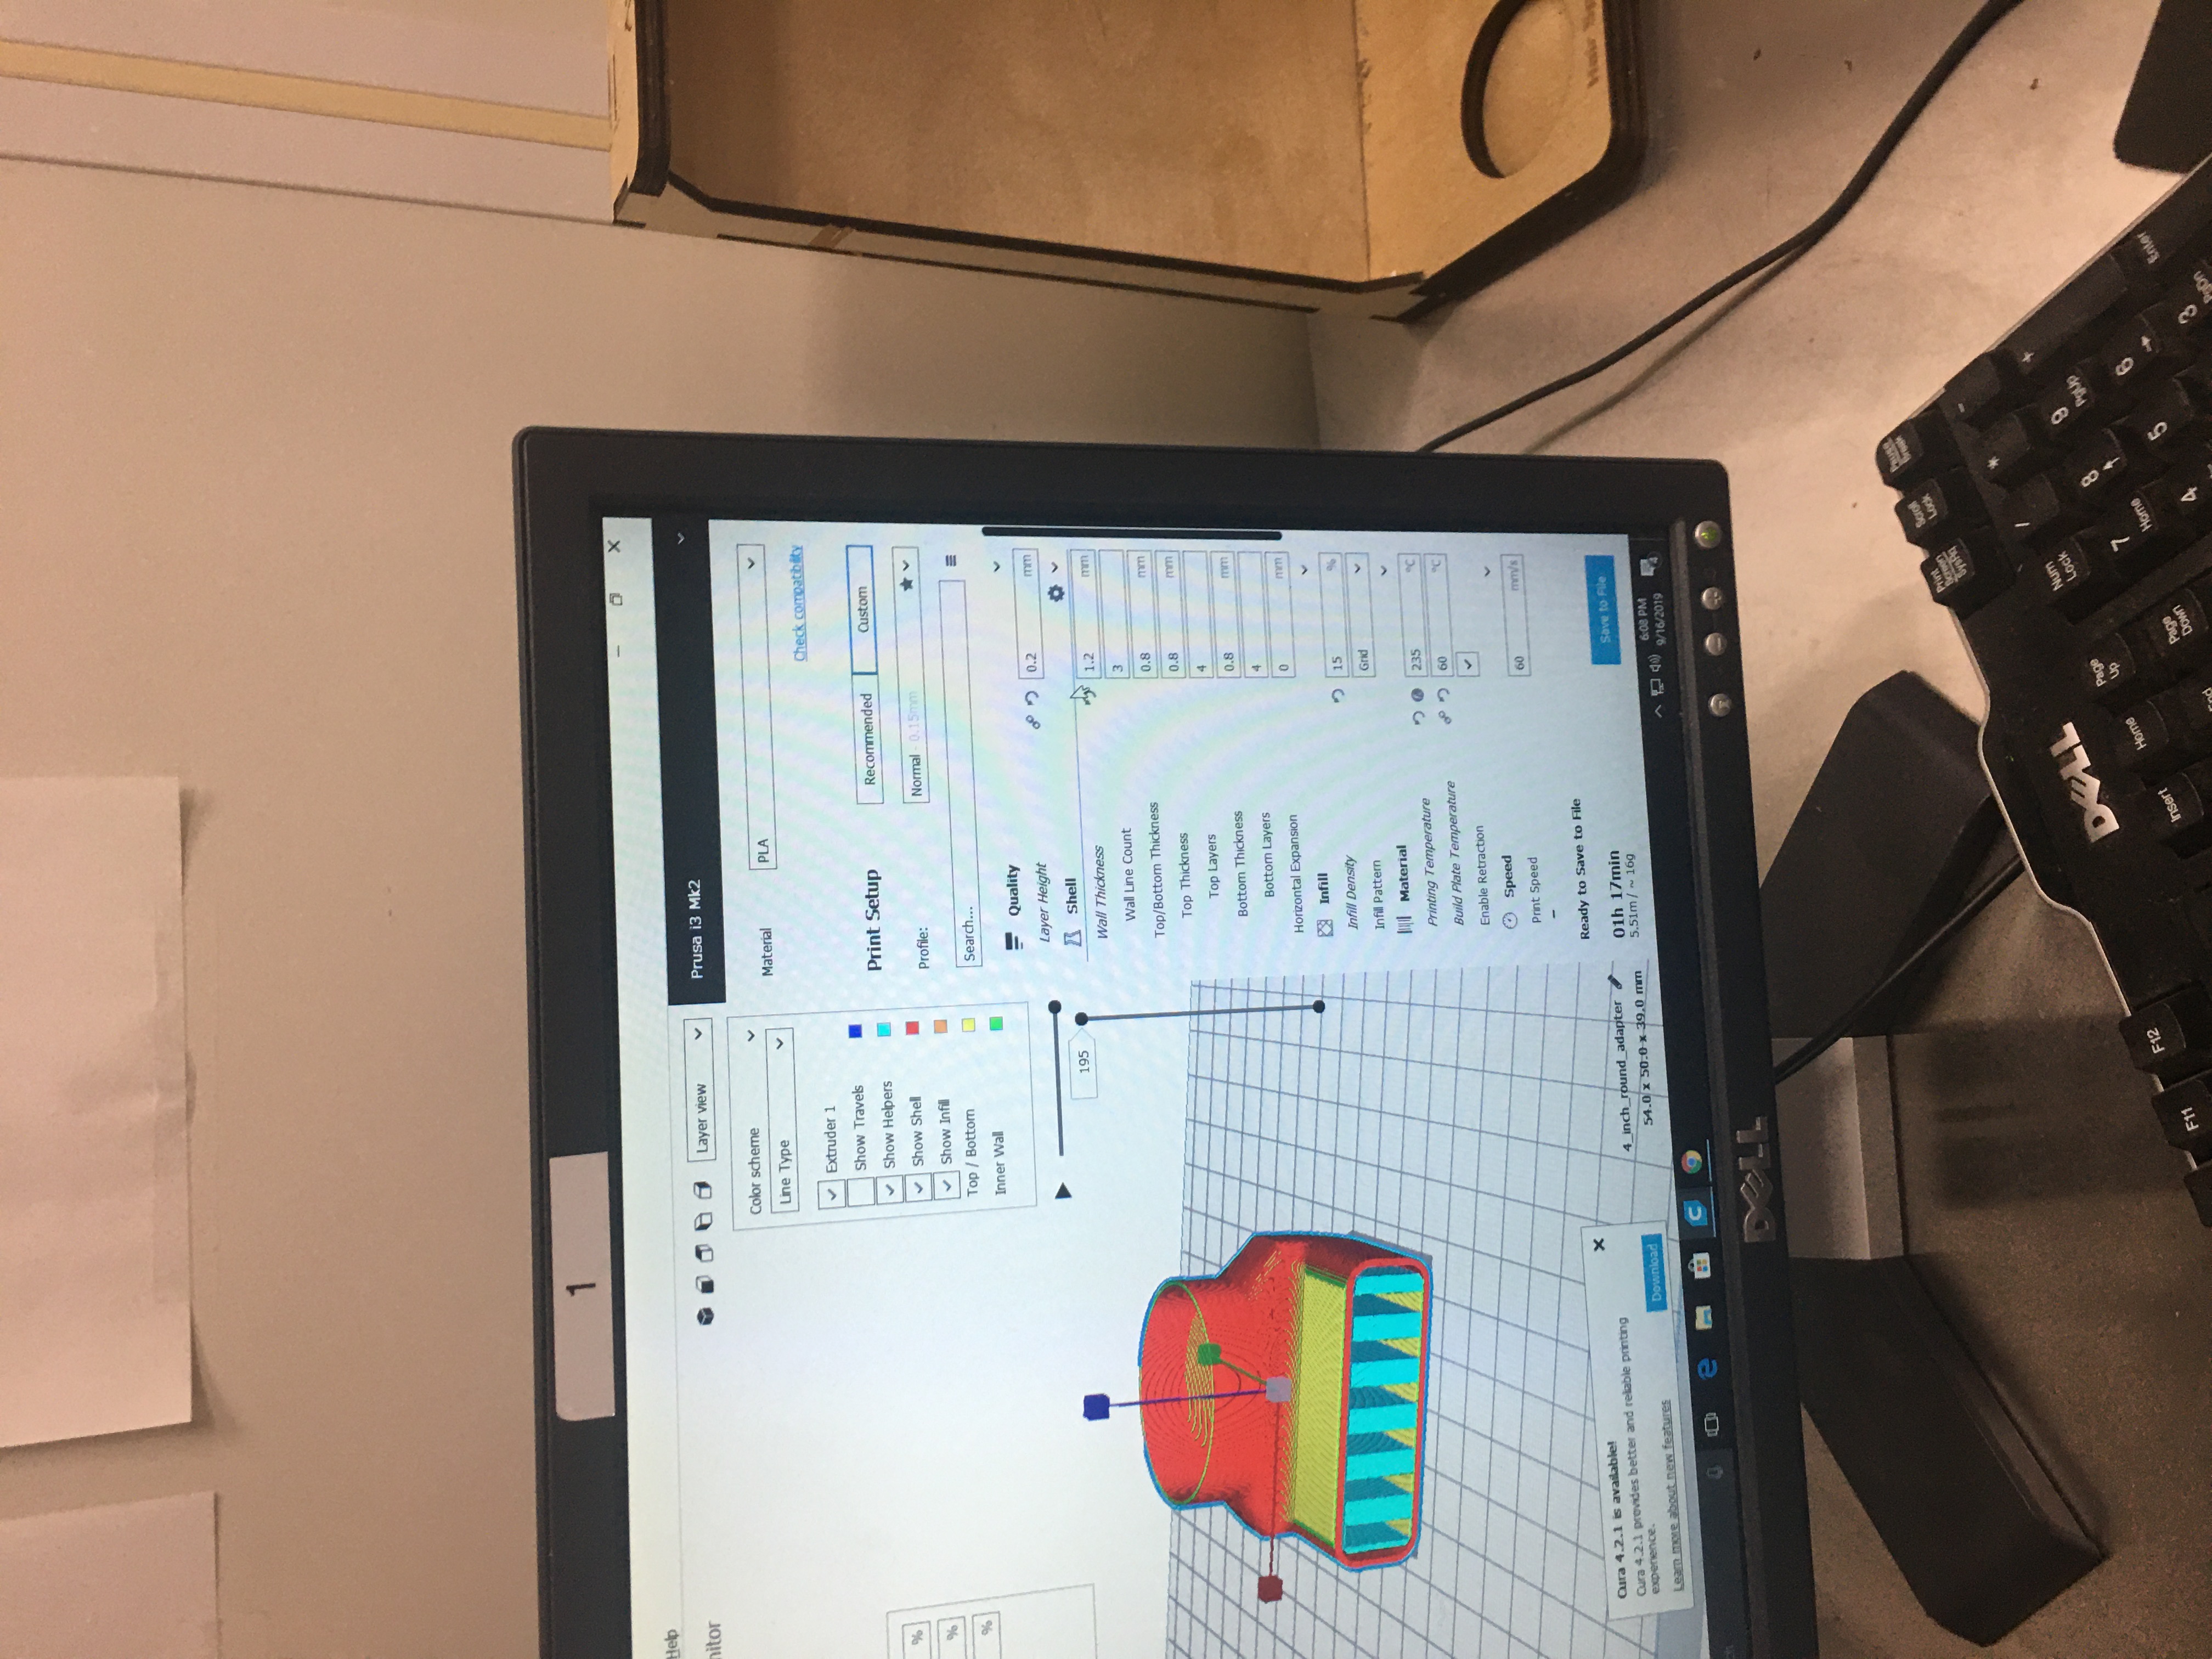 1
Help
nitor
Layer view
Prusa i3 Mk2
Color scheme
Line Type
Material
PLA
Check compatibility
Extruder 1
Show Travels
Show Helpers
Show Shell
Show Infill
Top / Bottom
Inner Wall
%
%
%
Print Setup
Recommended
Custom
Profile:
Normal - 0.15mm
Search...
Quality
Layer Height
0.2 mm
Shell
Wall Thickness
1.2 mm
Wall Line Count
3
Top/Bottom Thickness
0.8 mm
Top Thickness
0.8 mm
Top Layers
4
Bottom Thickness
0.8 mm
Bottom Layers
4
Horizontal Expansion
0 mm
Infill
Infill Density
15 %
Infill Pattern
Grid
Material
Printing Temperature
235 °C
Build Plate Temperature
60 °C
Enable Retraction
Speed
Print Speed
60 mm/s
195
Ready to Save to File
01h 17min
5.51m / ~ 16g
Save to File
4_inch_round_adapter
54.0 x 50.0 x 39.0 mm
Cura 4.2.1 is available!
Cura 4.2.1 provides better and reliable printing
experience.
Learn more about new features
Download
6:08 PM
9/16/2019
4
DELL
Hair Sp
DELL
Print
Screen
SysRq
Scroll
Lock
Pause
Break
F11
F12
Insert
Home
Page
Up
Page
Down
Num
Lock
/
*
-
+
7
Home
8
9
PgUp
4
5
6
3
PgDn
Enter